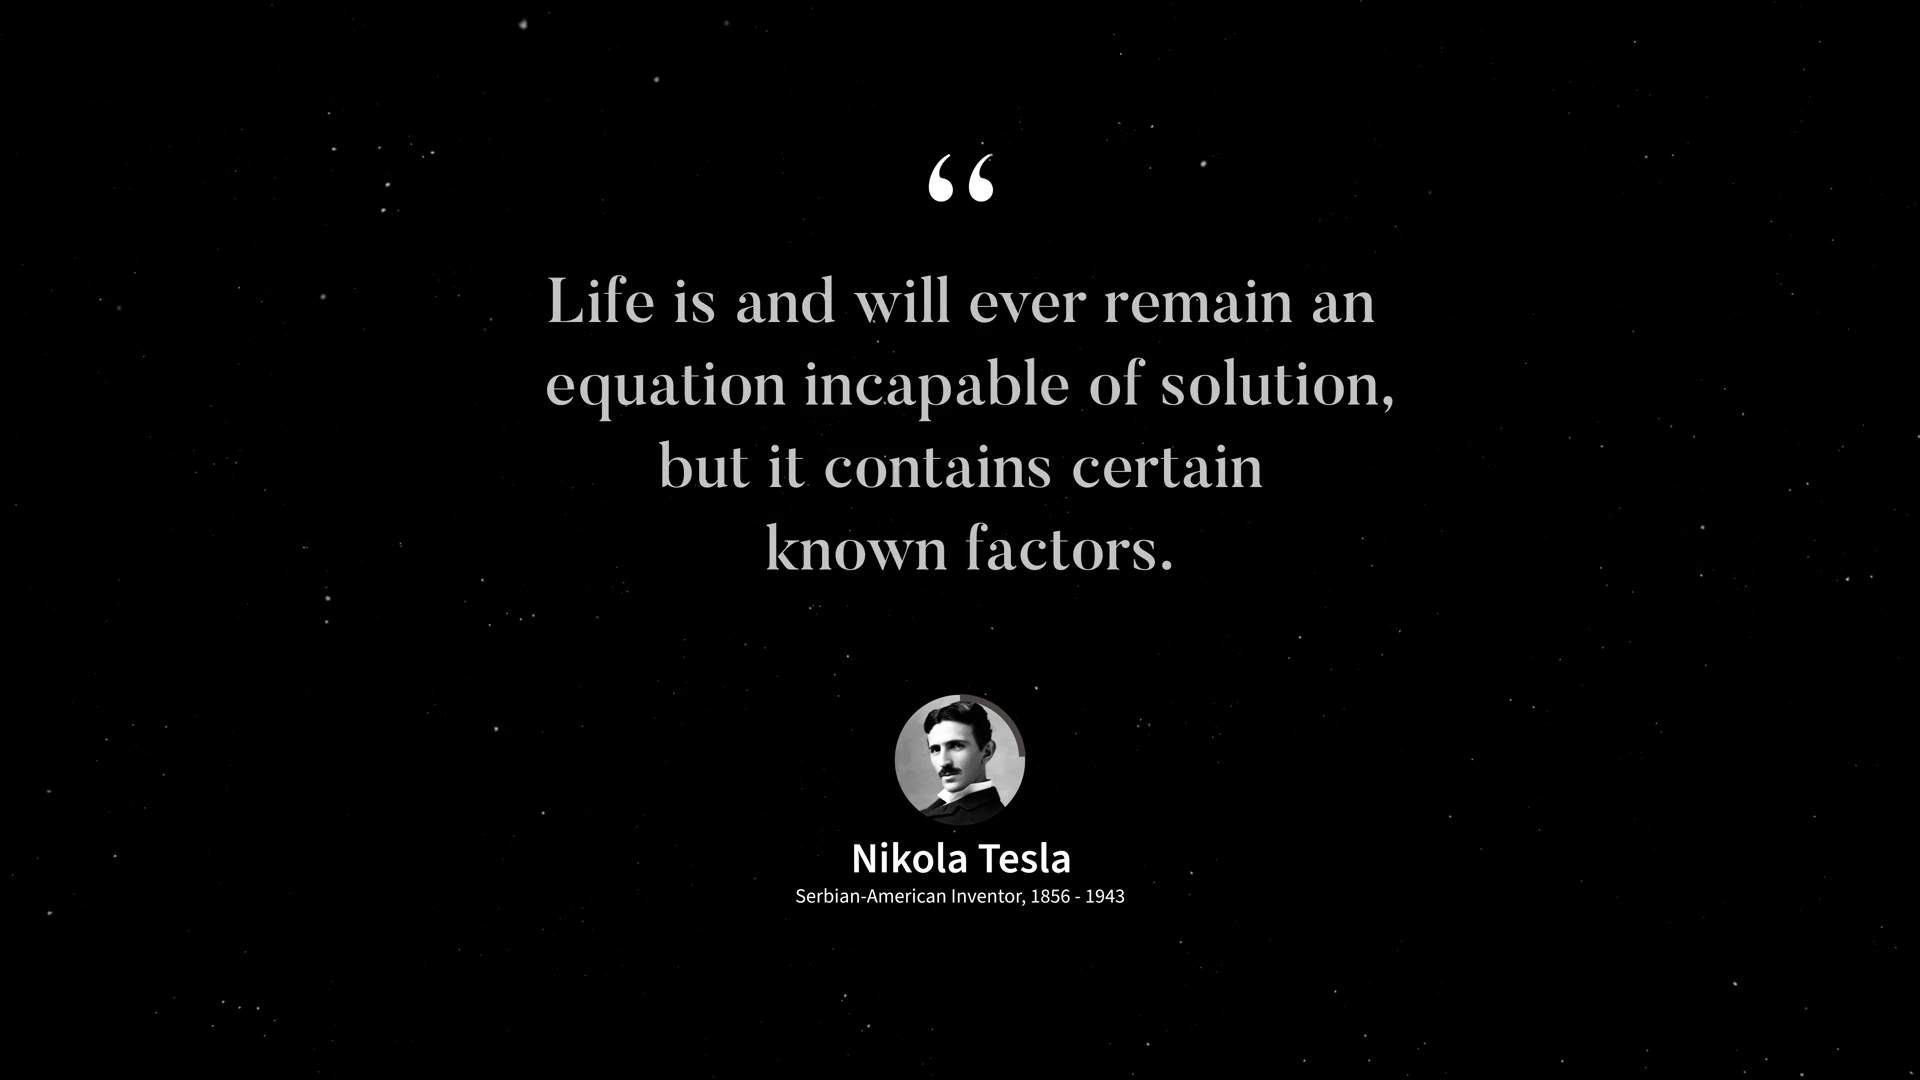 “
Life is and will ever remain an
equation incapable of solution,
but it contains certain
known factors.
Nikola Tesla
Serbian-American Inventor, 1856 - 1943